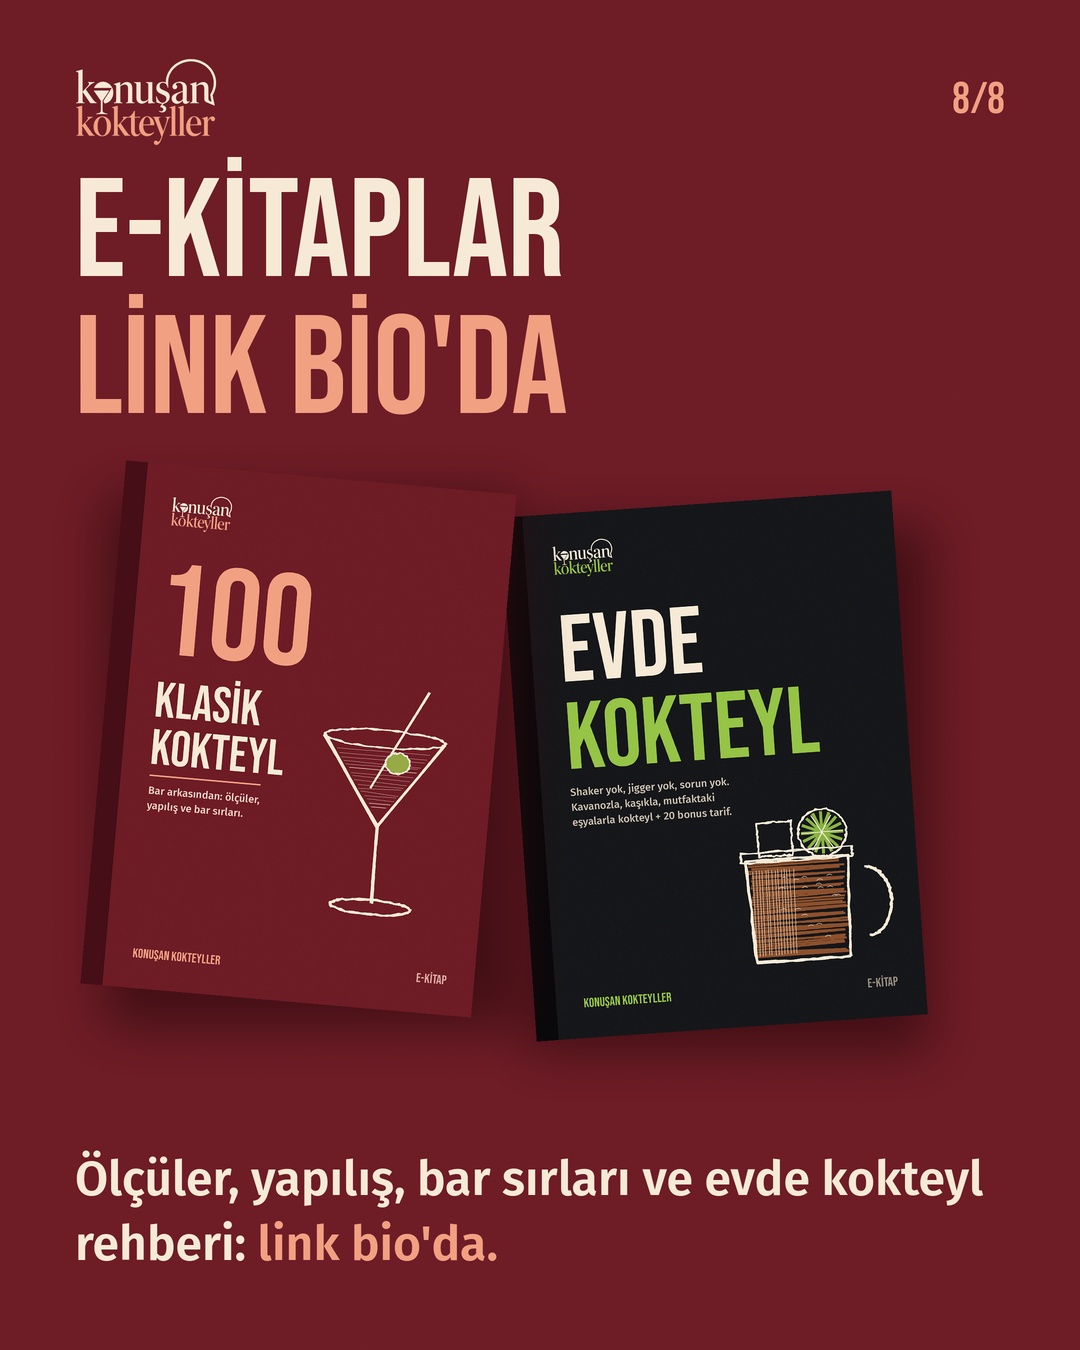 konuşan
kokteyller
8/8
E-KİTAPLAR
LİNK BİO'DA
konuşan
kokteyller
100
KLASİK
KOKTEYL
Bar arkasından: ölçüler,
yapılış ve bar sırları.
KONUŞAN KOKTEYLLER
E-KİTAP
konuşan
kokteyller
EVDE
KOKTEYL
Shaker yok, jigger yok, sorun yok.
Kavanozla, kaşıkla, mutfaktaki
eşyalarla kokteyl + 20 bonus tarif.
KONUŞAN KOKTEYLLER
E-KİTAP
Ölçüler, yapılış, bar sırları ve evde kokteyl
rehberi: link bio'da.